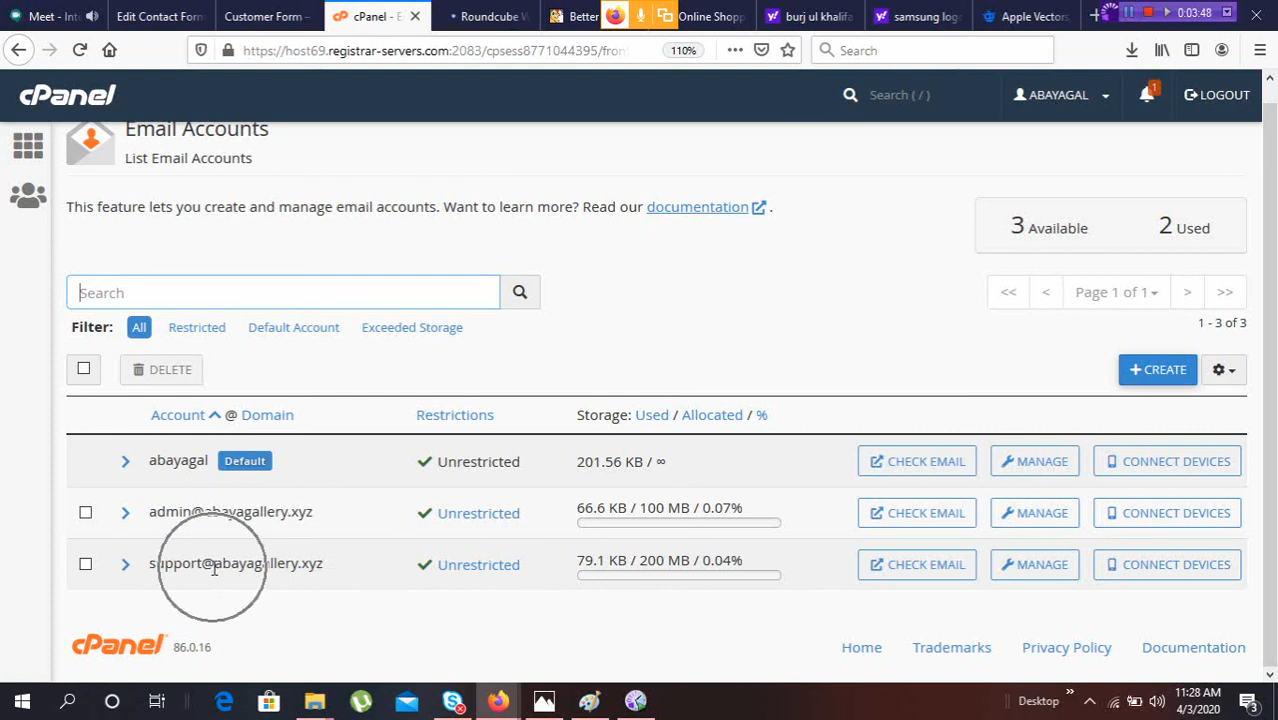 Meet - Int
Edit Contact Form
Customer Form –
cPanel - E
Roundcube W
Better
Online Shopp
burj ul khalifa
samsung log
Apple Vectors,
00:03:48
https://host69.registrar-servers.com:2083/cpsess8771044395/fron
110%
Search
cPanel
Search ( / )
ABAYAGAL
1
LOGOUT
Email Accounts
List Email Accounts
This feature lets you create and manage email accounts. Want to learn more? Read our documentation .
3 Available 2 Used
Search
<< < Page 1 of 1 > >>
Filter: All Restricted Default Account Exceeded Storage
1 - 3 of 3
DELETE
+ CREATE
Account @ Domain Restrictions Storage: Used / Allocated / %
abayagal Default Unrestricted 201.56 KB / ∞ CHECK EMAIL MANAGE CONNECT DEVICES
admin@abayagallery.xyz Unrestricted 66.6 KB / 100 MB / 0.07% CHECK EMAIL MANAGE CONNECT DEVICES
support@abayagallery.xyz Unrestricted 79.1 KB / 200 MB / 0.04% CHECK EMAIL MANAGE CONNECT DEVICES
cPanel 86.0.16
Home Trademarks Privacy Policy Documentation
Desktop
11:28 AM
4/3/2020
3